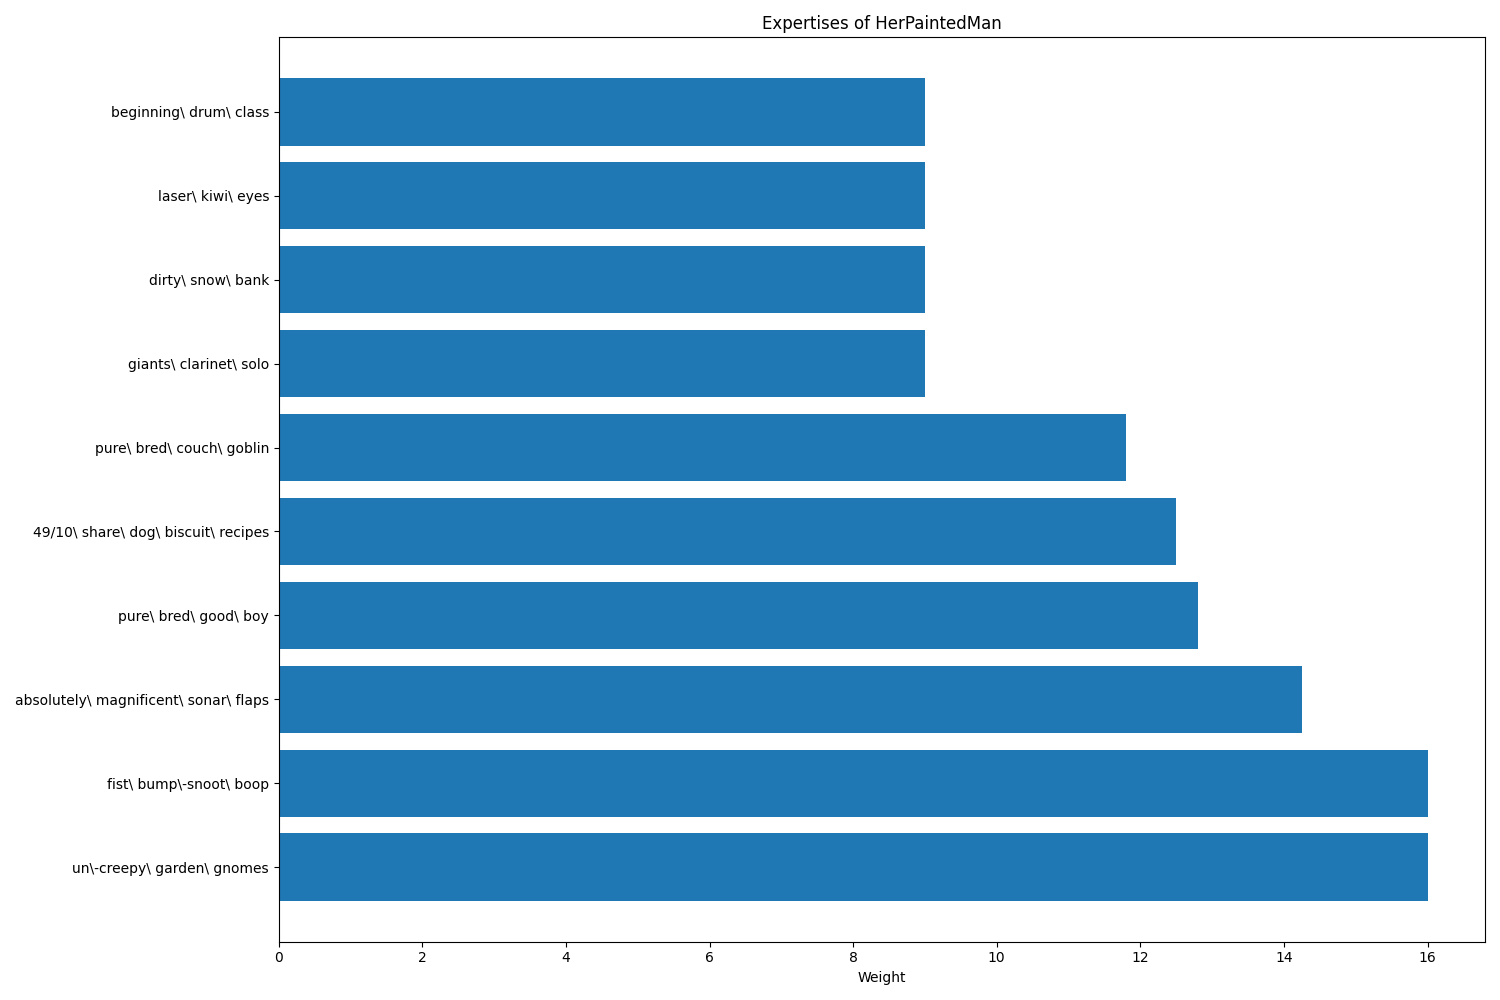 Expertises of HerPaintedMan
beginning\ drum\ class
laser\ kiwi\ eyes
dirty\ snow\ bank
giants\ clarinet\ solo
pure\ bred\ couch\ goblin
49/10\ share\ dog\ biscuit\ recipes
pure\ bred\ good\ boy
absolutely\ magnificent\ sonar\ flaps
fist\ bump\-snoot\ boop
un\-creepy\ garden\ gnomes
0 2 4 6 8 10 12 14 16
Weight